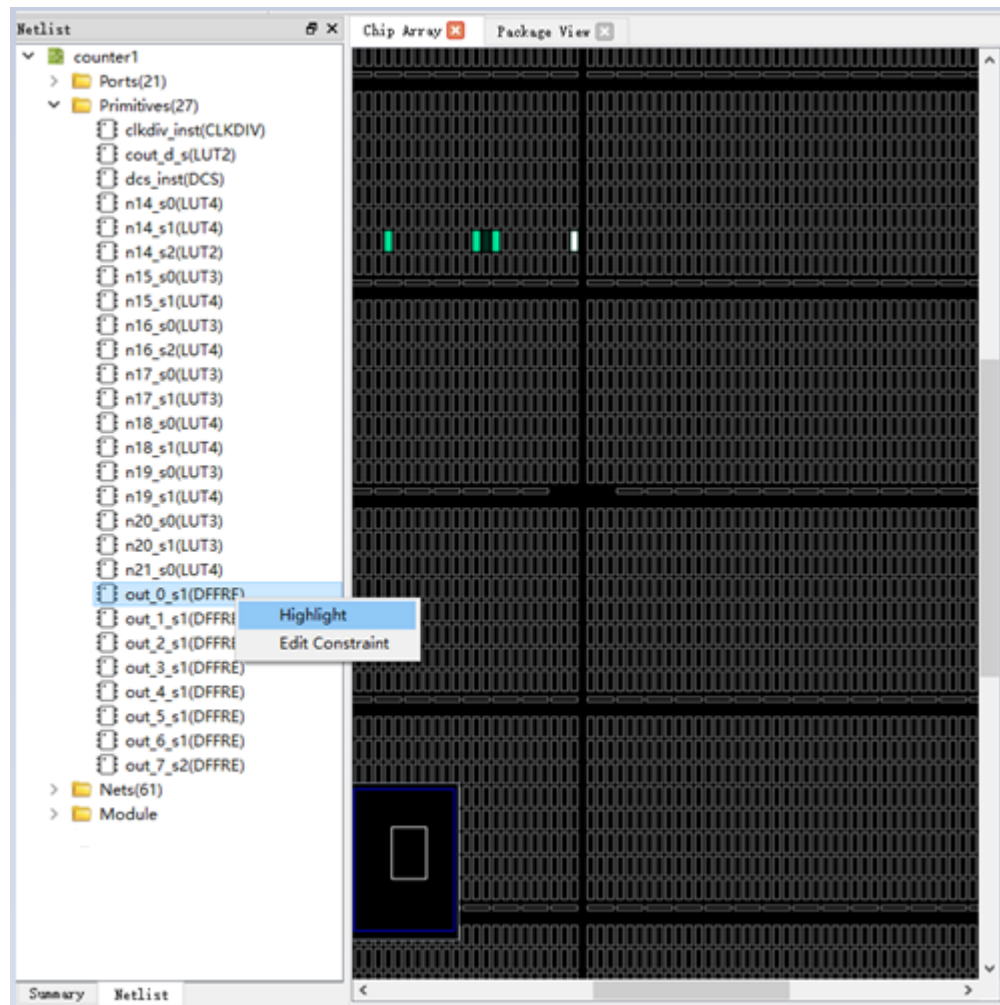 Netlist
Chip Array
Package View
counter1
Ports(21)
Primitives(27)
clkdiv_inst(CLKDIV)
cout_d_s(LUT2)
dcs_inst(DCS)
n14_s0(LUT4)
n14_s1(LUT4)
n14_s2(LUT2)
n15_s0(LUT3)
n15_s1(LUT4)
n16_s0(LUT3)
n16_s2(LUT4)
n17_s0(LUT3)
n17_s1(LUT3)
n18_s0(LUT4)
n18_s1(LUT4)
n19_s0(LUT3)
n19_s1(LUT4)
n20_s0(LUT3)
n20_s1(LUT3)
n21_s0(LUT4)
out_0_s1(DFFRE)
Highlight
out_1_s1(DFFRE
out_2_s1(DFFRE
Edit Constraint
out_3_s1(DFFRE)
out_4_s1(DFFRE)
out_5_s1(DFFRE)
out_6_s1(DFFRE)
out_7_s2(DFFRE)
Nets(61)
Module
Summary
Netlist